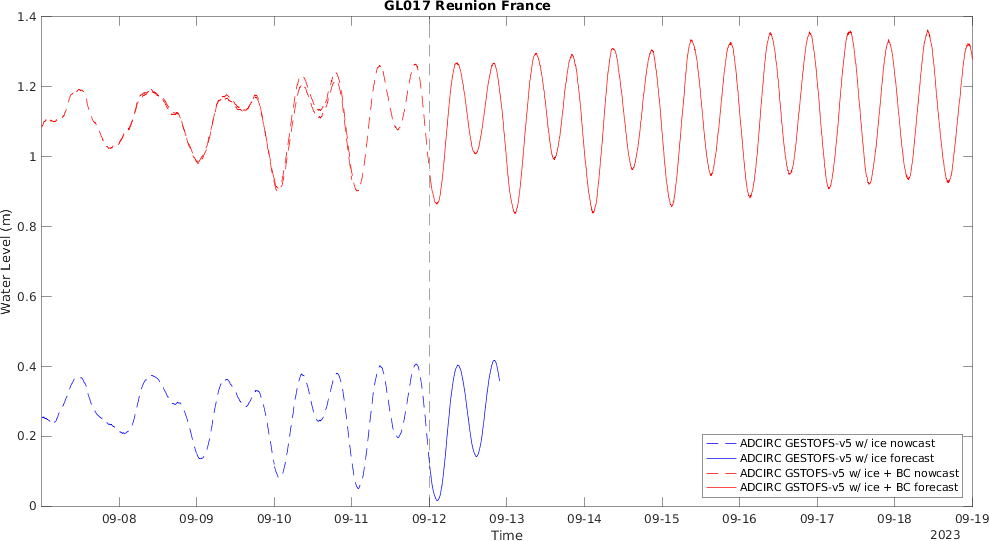 GL017 Reunion France
1.4
1.2
1
0.8
0.6
0.4
0.2
0
Water Level (m)
ADCIRC GESTOFS-v5 w/ ice nowcast
ADCIRC GESTOFS-v5 w/ ice forecast
ADCIRC GSTOFS-v5 w/ ice + BC nowcast
ADCIRC GSTOFS-v5 w/ ice + BC forecast
09-08 09-09 09-10 09-11 09-12 09-13 09-14 09-15 09-16 09-17 09-18 09-19
Time
2023